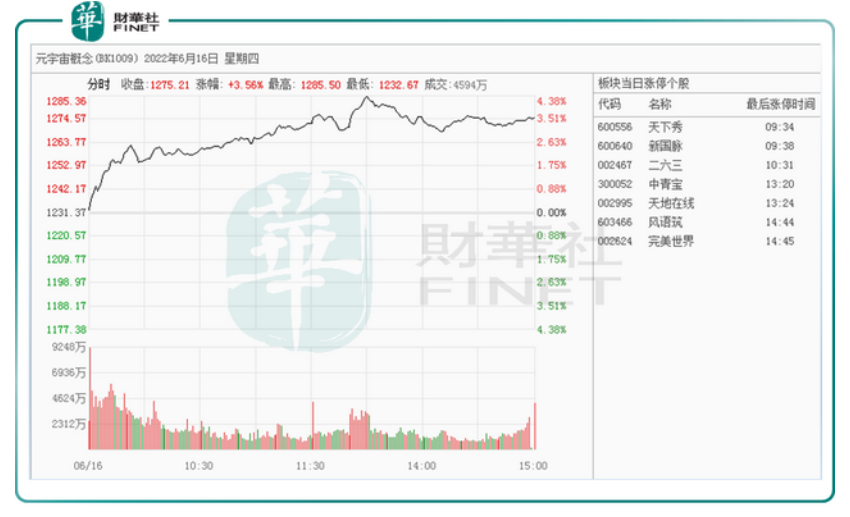 華 財華社
FINET
元宇宙概念(BK1009) 2022年6月16日 星期四
分时 收盘:1275.21 涨幅: +3.56% 最高: 1285.50 最低: 1232.67 成交:4594万
板块当日涨停个股
代码 名称 最后涨停时间
600556 天下秀 09:34
600640 新国脉 09:38
002467 二六三 10:31
300052 中青宝 13:20
002995 天地在线 13:24
603466 风语筑 14:44
002624 完美世界 14:45
1285.36 4.38%
1274.57 3.51%
1263.77 2.63%
1252.97 1.75%
1242.17 0.88%
1231.37 0.00%
1220.57 0.88%
1209.77 1.75%
1198.97 2.63%
1188.17 3.51%
1177.38 4.38%
9248万
6936万
4624万
2312万
06/16 10:30 11:30 14:00 15:00
華 財華社
FINET